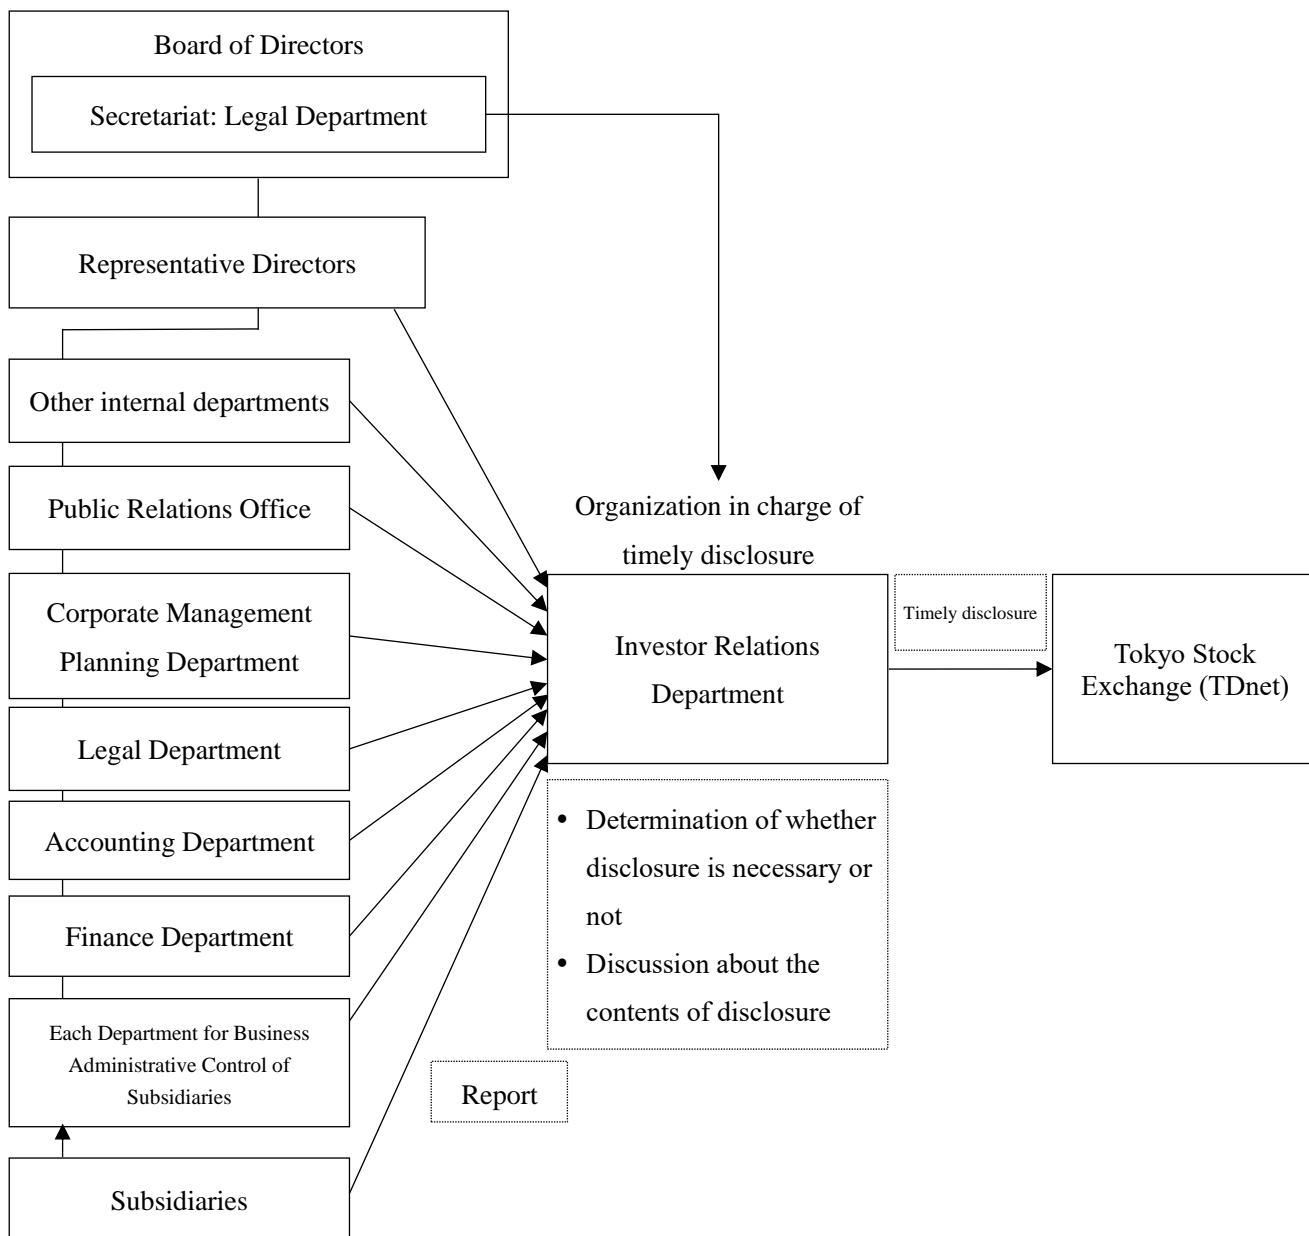 Board of Directors
Secretariat: Legal Department
Representative Directors
Other internal departments
Public Relations Office
Corporate Management
Planning Department
Legal Department
Accounting Department
Finance Department
Each Department for Business
Administrative Control of
Subsidiaries
Subsidiaries
Organization in charge of
timely disclosure
Investor Relations
Department
• Determination of whether
disclosure is necessary or
not
• Discussion about the
contents of disclosure
Report
Timely disclosure
Tokyo Stock
Exchange (TDnet)